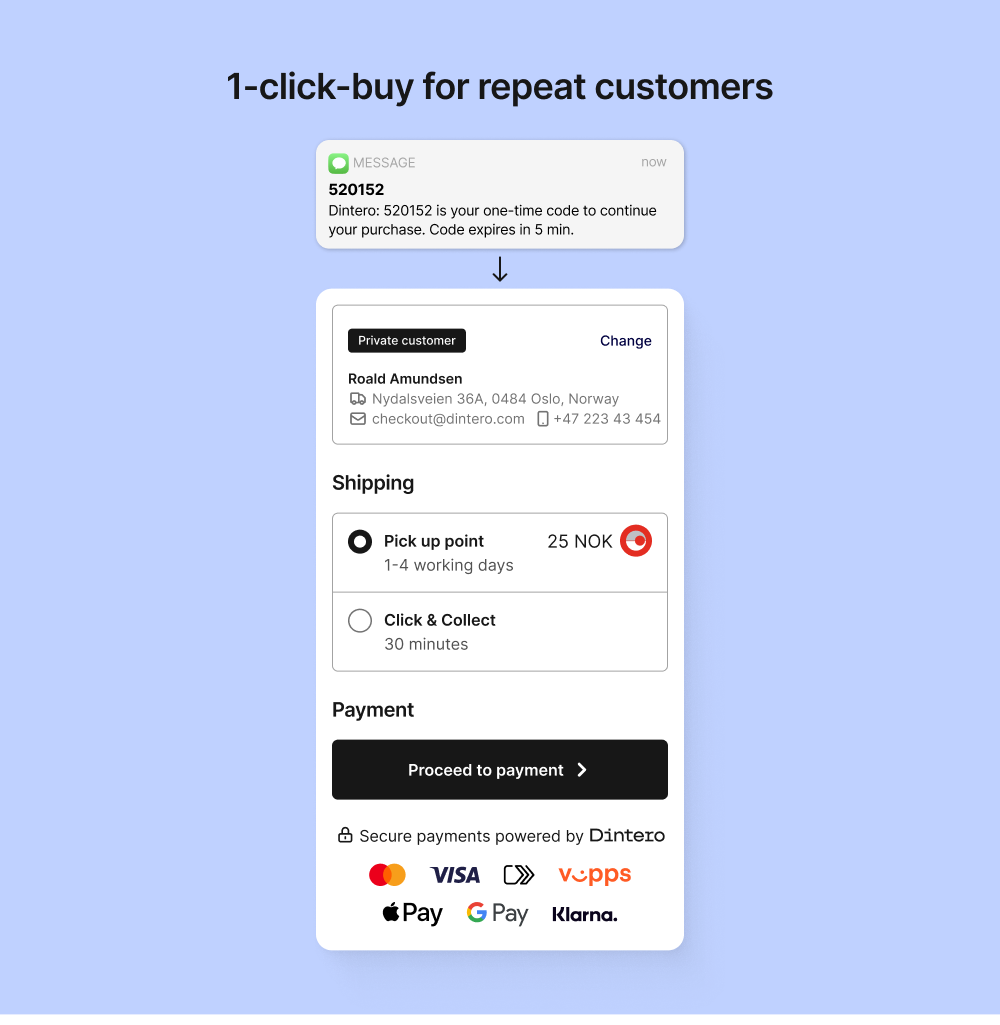 1-click-buy for repeat customers
MESSAGE now
520152
Dintero: 520152 is your one-time code to continue
your purchase. Code expires in 5 min.
Private customer Change
Roald Amundsen
Nydalsveien 36A, 0484 Oslo, Norway
checkout@dintero.com +47 223 43 454
Shipping
Pick up point 25 NOK
1-4 working days
Click & Collect
30 minutes
Payment
Proceed to payment
Secure payments powered by Dintero
VISA vipps
Pay G Pay Klarna.